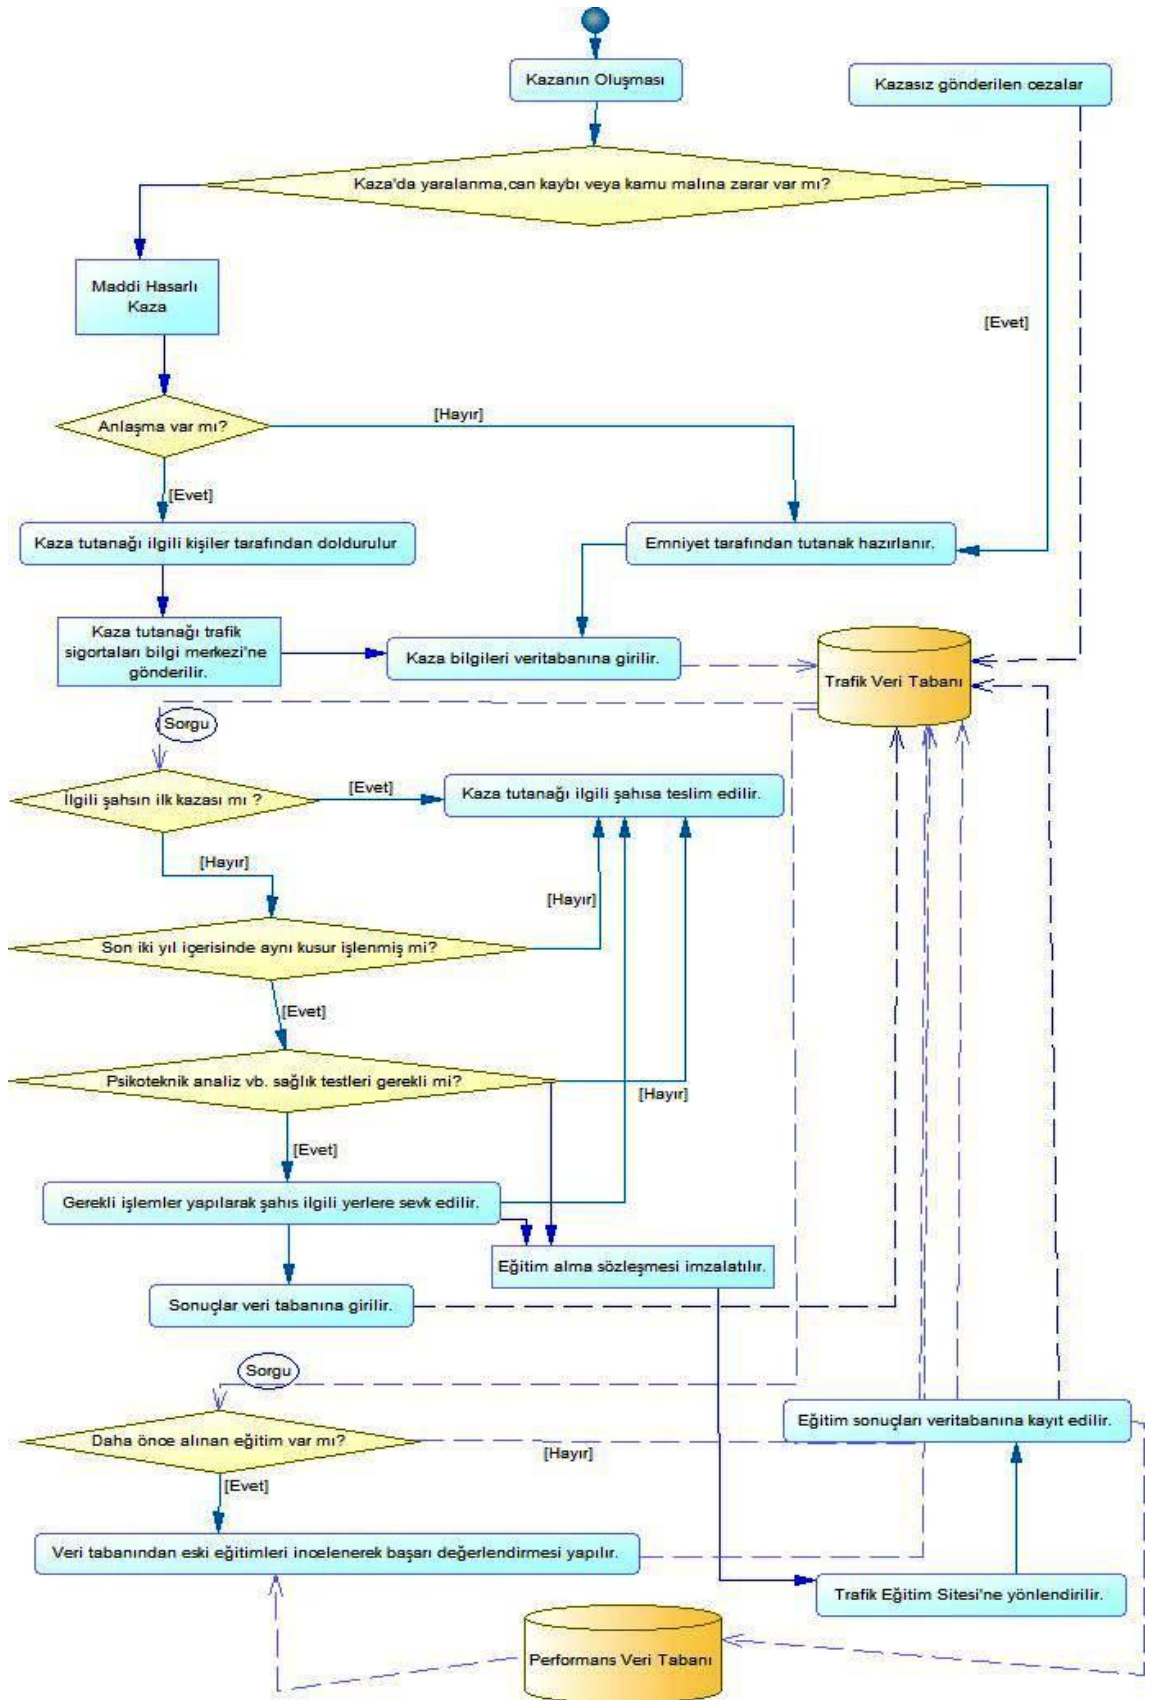 Kazanın Oluşması
Kazasız gönderilen cezalar
Kaza'da yaralanma,can kaybı veya kamu malına zarar var mı?
Maddi Hasarlı
Kaza
[Evet]
Anlaşma var mı?
[Hayır]
[Evet]
Kaza tutanağı ilgili kişiler tarafından doldurulur
Emniyet tarafından tutanak hazırlanır.
Kaza tutanağı trafik
sigortaları bilgi merkezi'ne
gönderilir.
Kaza bilgileri veritabanına girilir.
Trafik Veri Tabanı
Sorgu
İlgili şahsın ilk kazası mı ?
[Evet]
Kaza tutanağı ilgili şahısa teslim edilir.
[Hayır]
[Hayır]
Son iki yıl içerisinde aynı kusur işlenmiş mi?
[Evet]
Psikoteknik analiz vb. sağlık testleri gerekli mi?
[Hayır]
[Evet]
Gerekli işlemler yapılarak şahıs ilgili yerlere sevk edilir.
Eğitim alma sözleşmesi imzalatılır.
Sonuçlar veri tabanına girilir.
Sorgu
Daha önce alınan eğitim var mı?
[Hayır]
Eğitim sonuçları veritabanına kayıt edilir.
[Evet]
Veri tabanından eski eğitimleri incelenerek başarı değerlendirmesi yapılır.
Trafik Eğitim Sitesi'ne yönlendirilir.
Performans Veri Tabanı